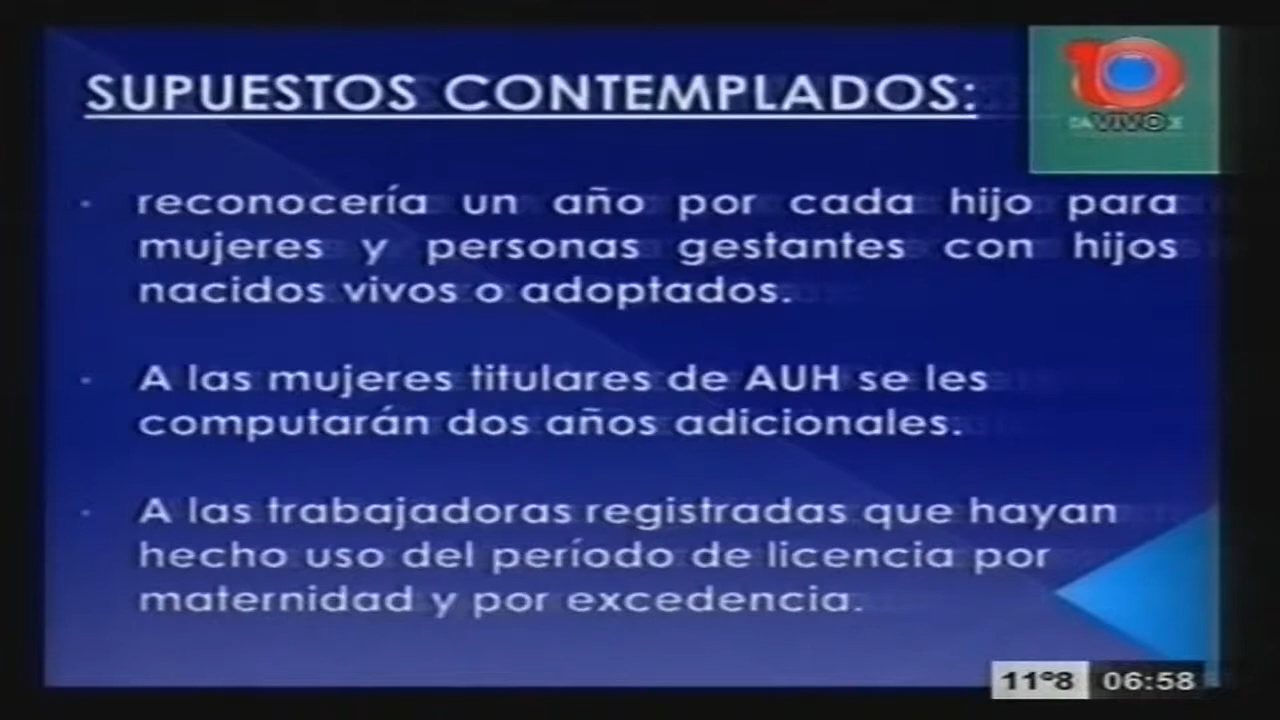 SUPUESTOS CONTEMPLADOS:
10
VIVO
reconocería un año por cada hijo para
mujeres y personas gestantes con hijos
nacidos vivos o adoptados.
A las mujeres titulares de AUH se les
computarán dos años adicionales.
A las trabajadoras registradas que hayan
hecho uso del período de licencia por
maternidad y por excedencia.
11º8 06:58